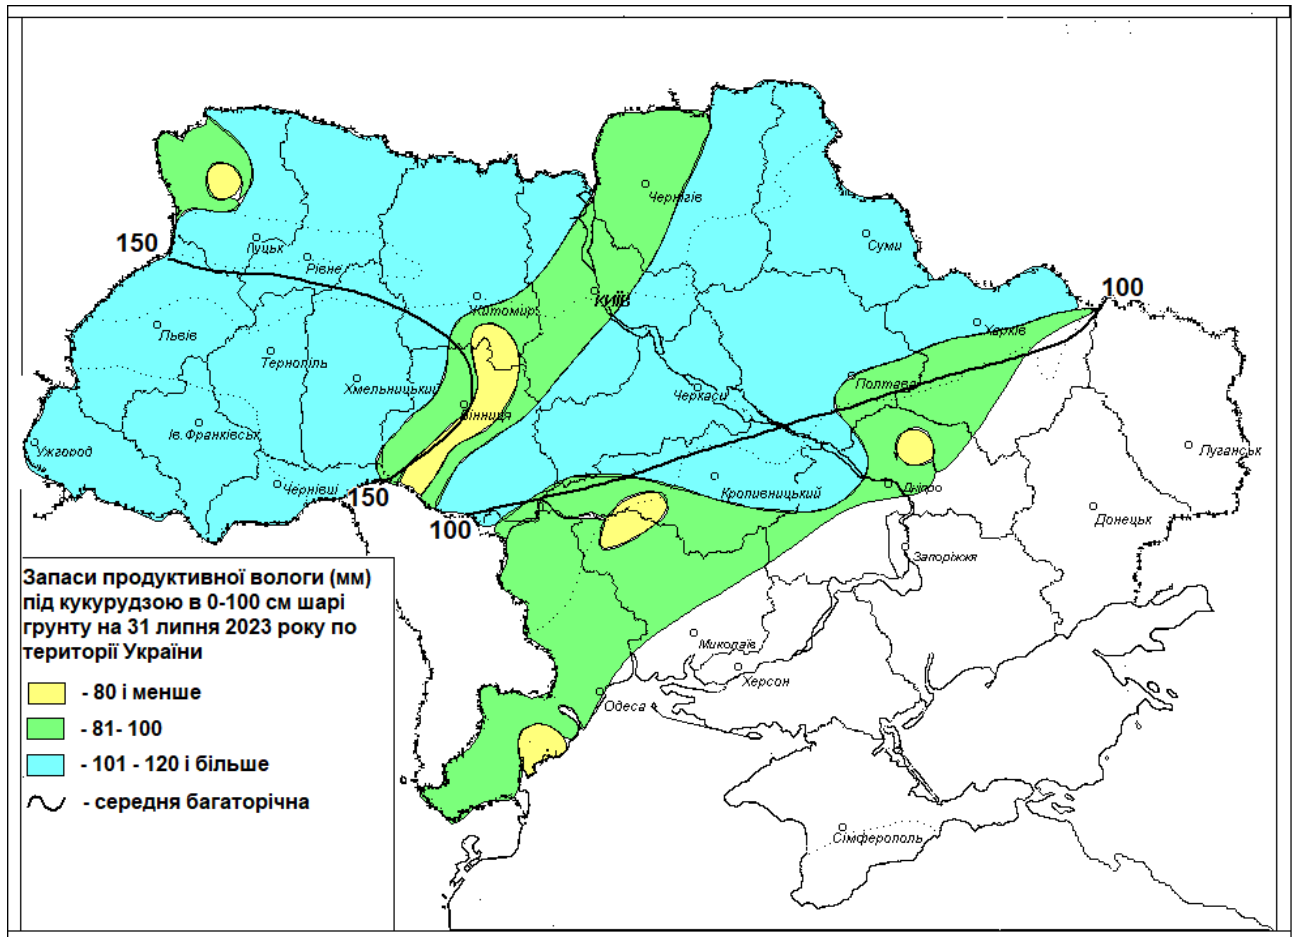 Чернігів
Суми
150
Луцьк
Рівне
Житомир
КИЇВ
100
Львів
Тернопіль
Харків
Хмельницький
Полтава
Черкаси
Вінниця
Ів. Франківськ
Ужгород
Луганськ
Чернівці
150
Кропивницький
Дніпро
Донецьк
100
Запоріжжя
Запаси продуктивної вологи (мм)
під кукурудзою в 0-100 см шарі
грунту на 31 липня 2023 року по
території України
Миколаїв
Херсон
- 80 і менше
Одеса
- 81- 100
- 101 - 120 і більше
- середня багаторічна
Сімферополь